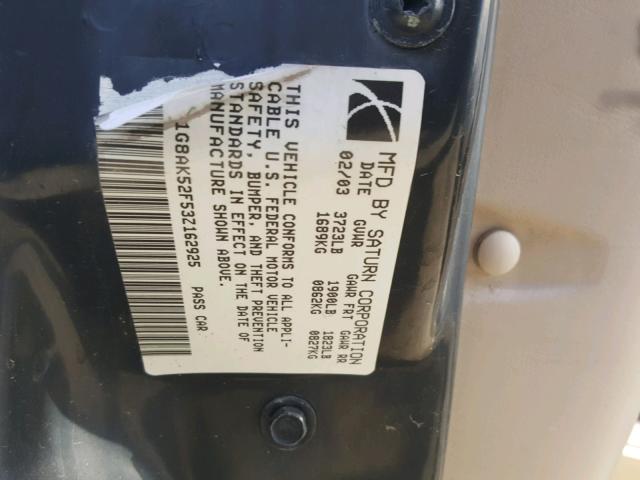 MFD BY SATURN CORPORATION
DATE GVWR GAWR FRT GAWR RR
02/03 3723LB 1900LB 1823LB
1689KG 0862KG 0827KG
THIS VEHICLE CONFORMS TO ALL APPLI-
CABLE U.S. FEDERAL MOTOR VEHICLE
SAFETY, BUMPER, AND THEFT PREVENTION
STANDARDS IN EFFECT ON THE DATE OF
MANUFACTURE SHOWN ABOVE.
1G8AK52F53Z162925 PASS CAR